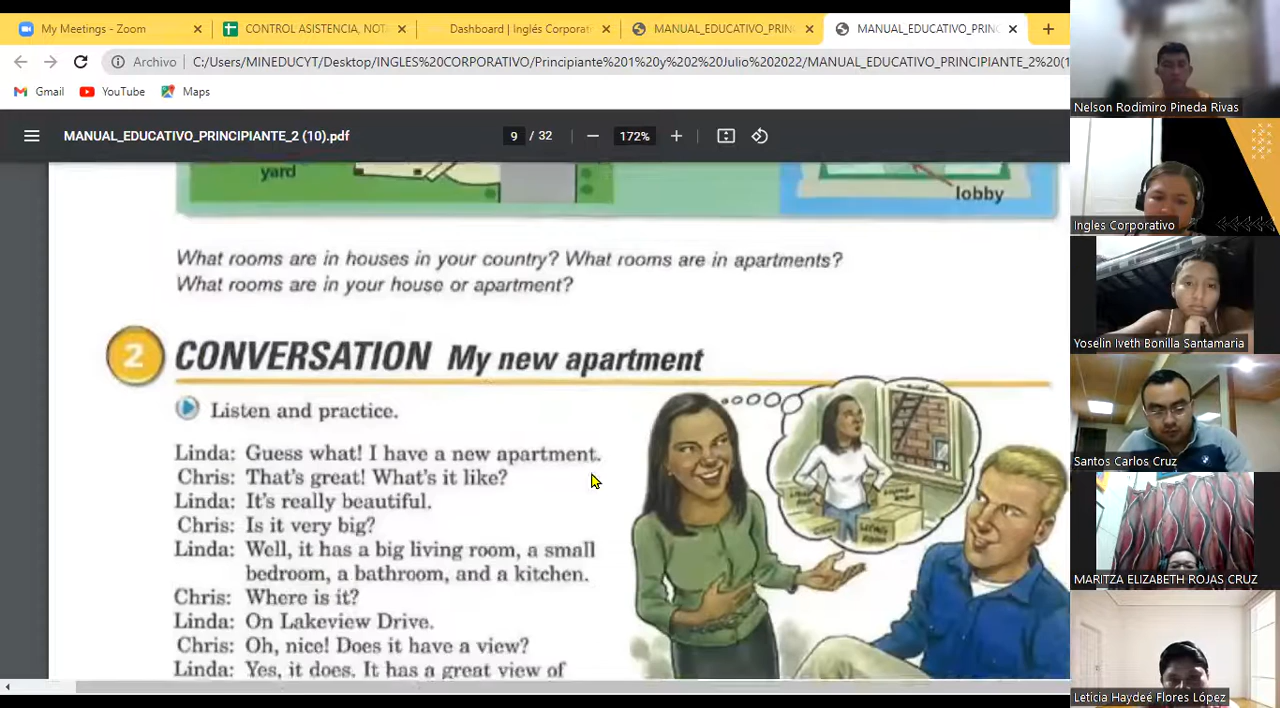 My Meetings - Zoom
CONTROL ASISTENCIA, NOT
Dashboard | Inglés Corporat
MANUAL_EDUCATIVO_PRIN
MANUAL_EDUCATIVO_PRIN
Archivo
C:/Users/MINEDUCYT/Desktop/INGLES%20CORPORATIVO/Principiante%201%20y%202%20Julio%202022/MANUAL_EDUCATIVO_PRINCIPIANTE_2%20(1
Gmail YouTube Maps
MANUAL_EDUCATIVO_PRINCIPIANTE_2 (10).pdf
9 / 32
172%
yard
lobby
What rooms are in houses in your country? What rooms are in apartments?
What rooms are in your house or apartment?
2 CONVERSATION My new apartment
Listen and practice.
Linda: Guess what! I have a new apartment.
Chris: That's great! What's it like?
Linda: It's really beautiful.
Chris: Is it very big?
Linda: Well, it has a big living room, a small
bedroom, a bathroom, and a kitchen.
Chris: Where is it?
Linda: On Lakeview Drive.
Chris: Oh, nice! Does it have a view?
Linda: Yes, it does. It has a great view of
LIVING
ROOM
Nelson Rodimiro Pineda Rivas
Ingles Corporativo
Yoselin Iveth Bonilla Santamaria
Santos Carlos Cruz
MARITZA ELIZABETH ROJAS CRUZ
Leticia Haydeé Flores López